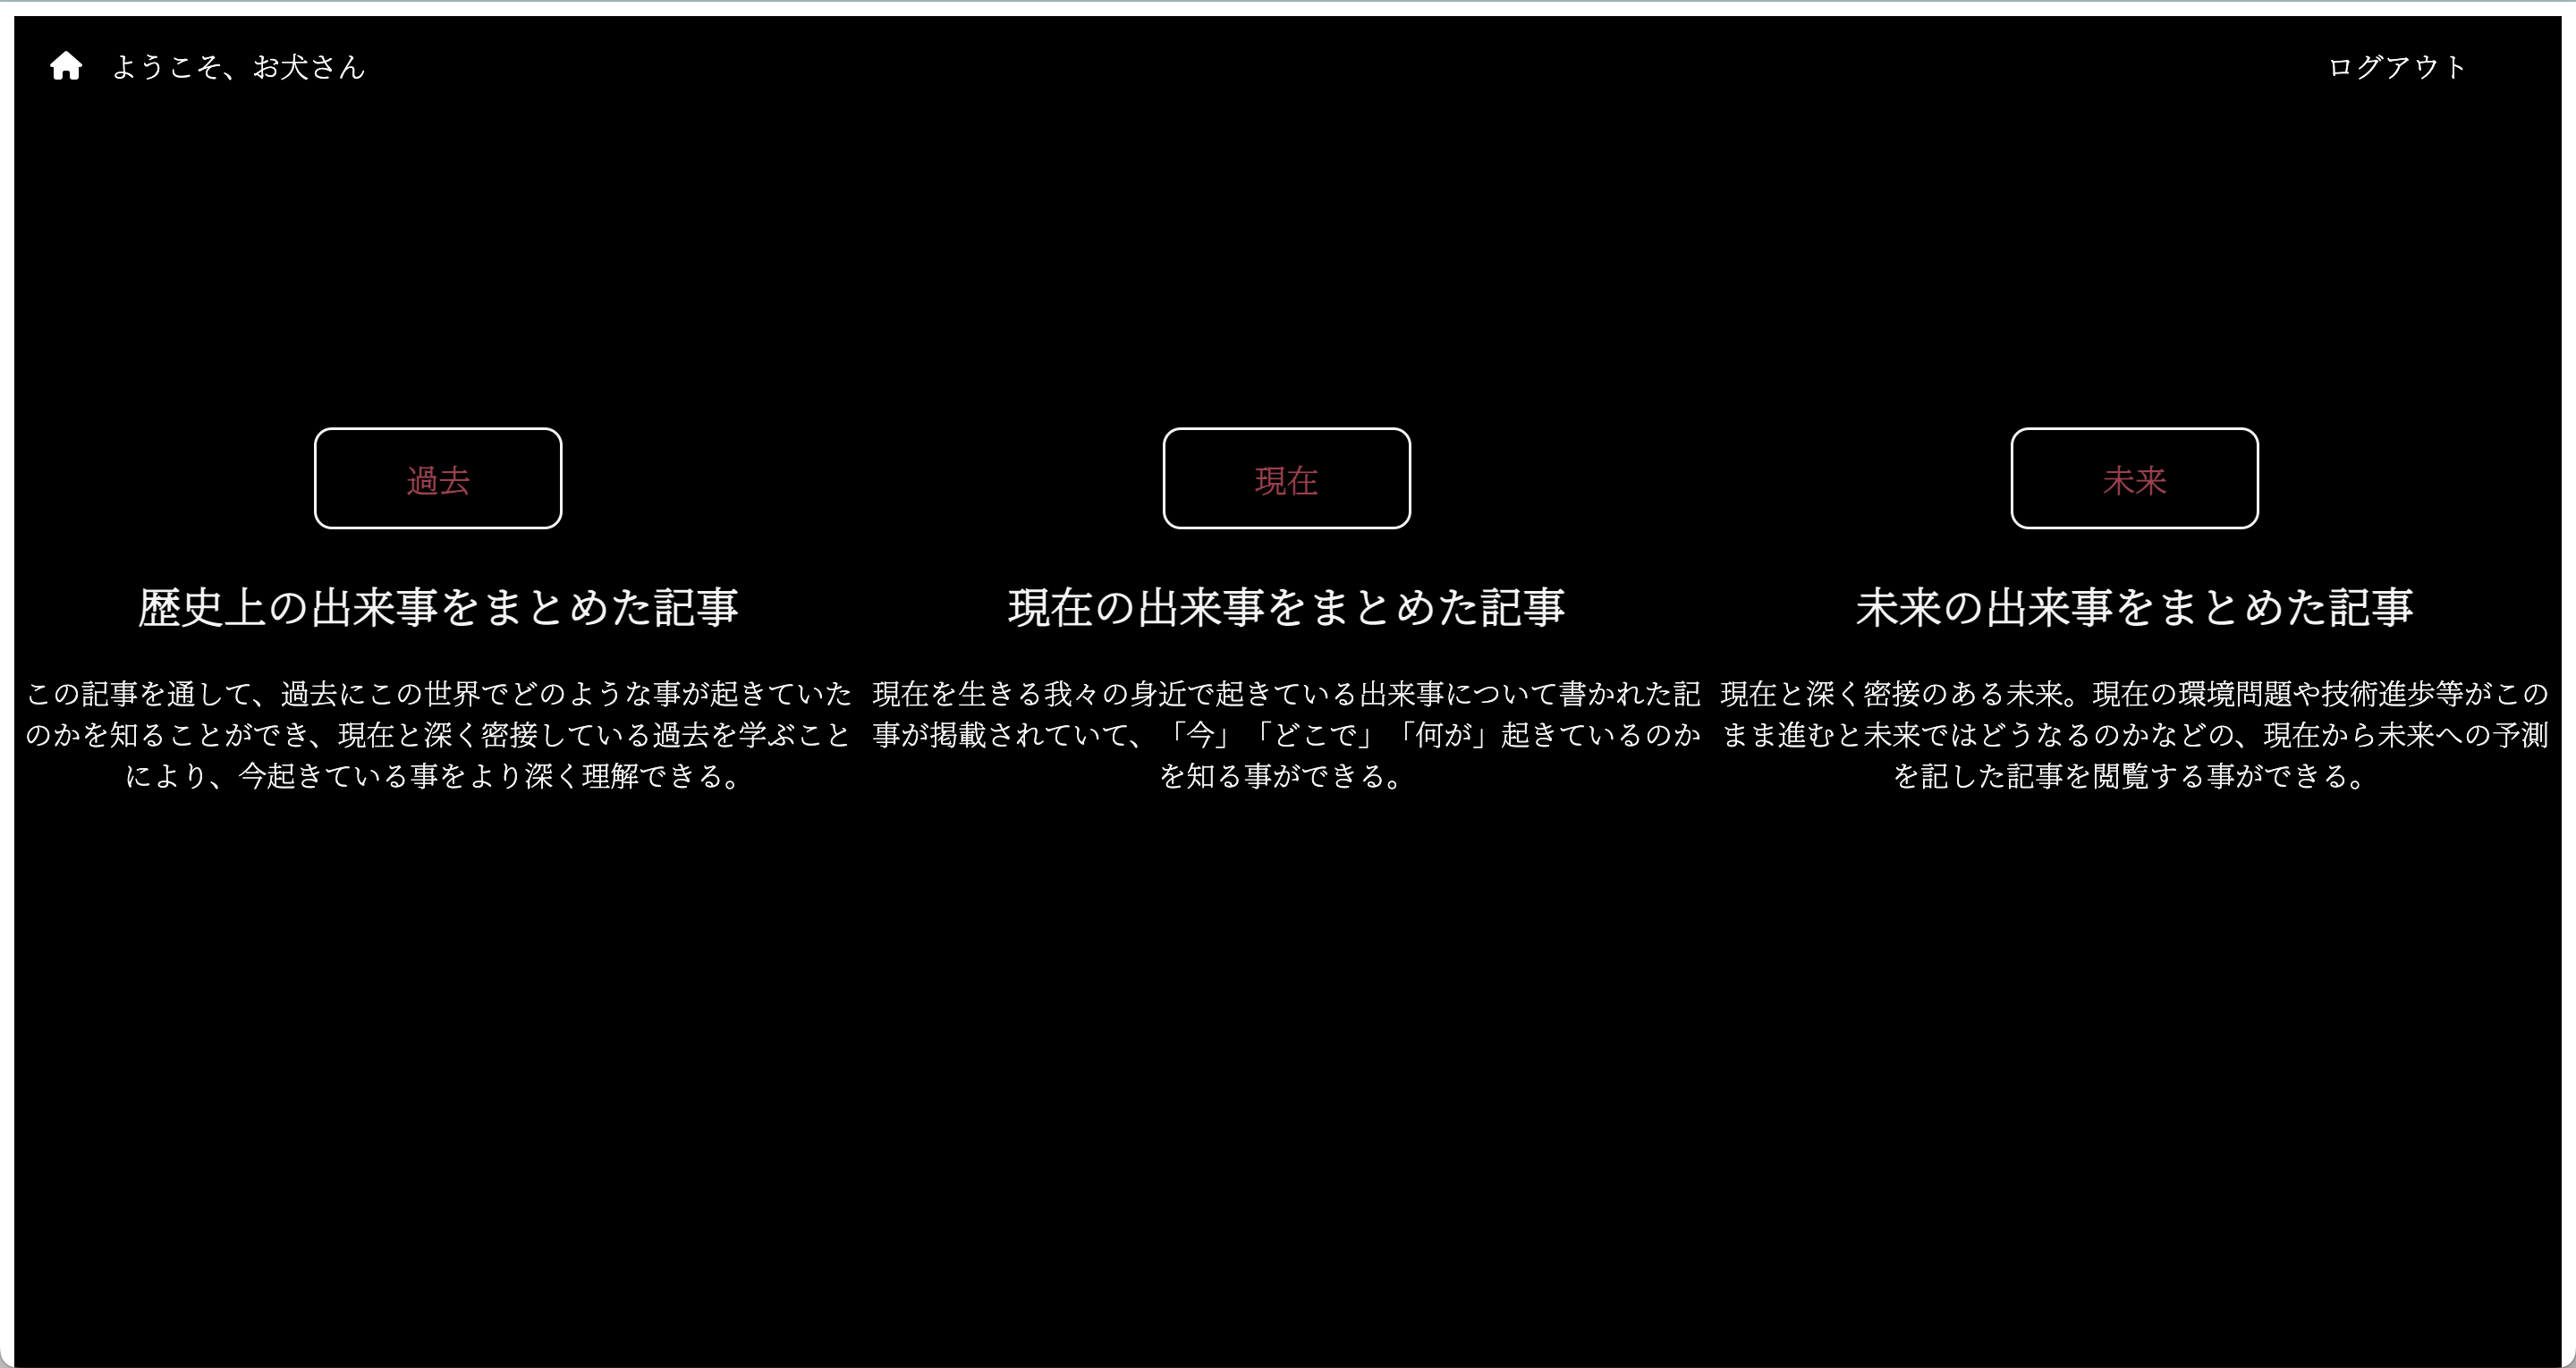 ようこそ、お犬さん
ログアウト
過去
歴史上の出来事をまとめた記事
この記事を通して、過去にこの世界でどのような事が起きていた
のかを知ることができ、現在と深く密接している過去を学ぶこと
により、今起きている事をより深く理解できる。
現在
現在の出来事をまとめた記事
現在を生きる我々の身近で起きている出来事について書かれた記
事が掲載されていて、「今」「どこで」「何が」起きているのか
を知る事ができる。
未来
未来の出来事をまとめた記事
現在と深く密接のある未来。現在の環境問題や技術進歩等がこの
まま進むと未来ではどうなるのかなどの、現在から未来への予測
を記した記事を閲覧する事ができる。